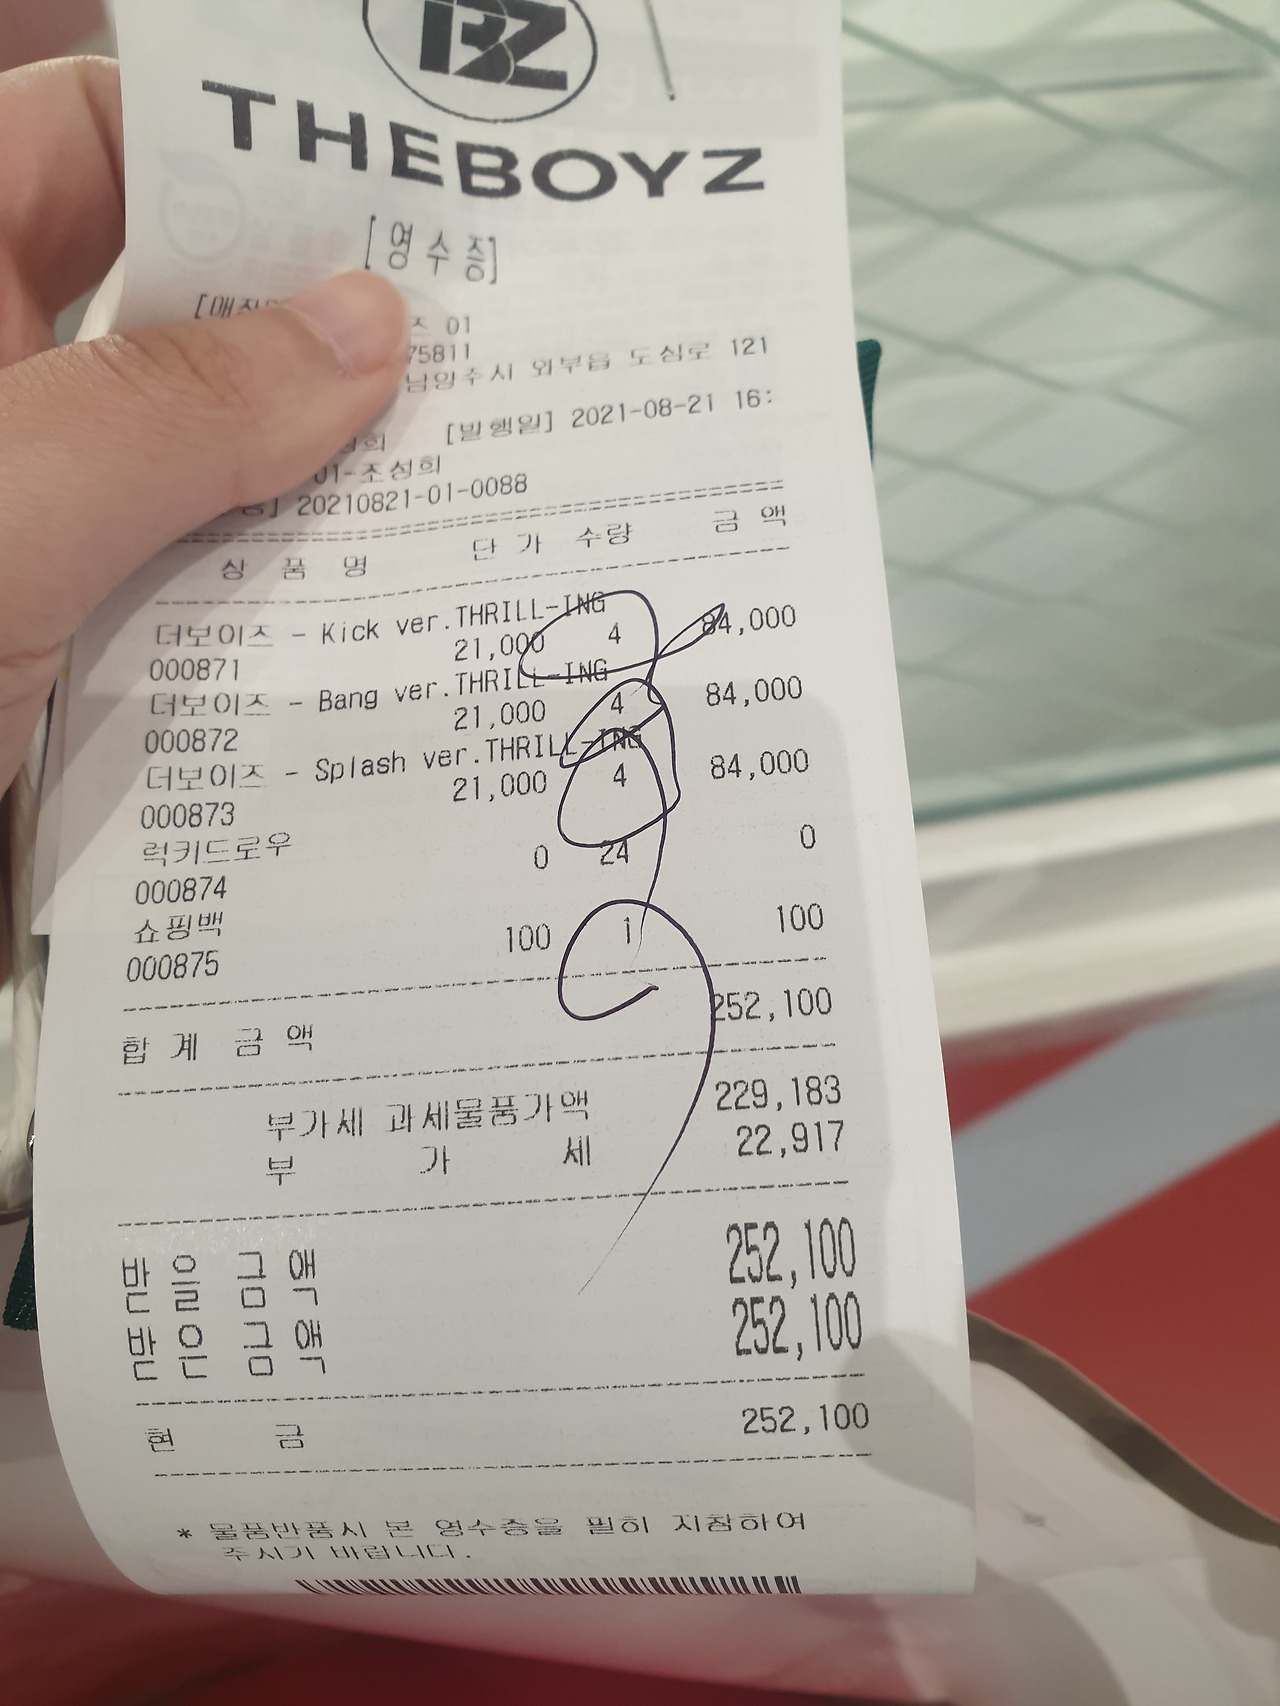 BZ
THEBOYZ
[영수증]
즈 01
75811
남양주시 외부읍 도심로 121
[발행일] 2021-08-21 16:
01-조성희
20210821-01-0088
상 품 명 단 가 수량 금 액
더보이즈 - Kick ver.THRILL-ING
000871 21,000 4 84,000
더보이즈 - Bang ver.THRILL-ING
000872 21,000 4 84,000
더보이즈 - Splash ver.THRILL-ING
000873 21,000 4 84,000
럭키드로우
000874 0 24 0
쇼핑백
000875 100 1 100
합 계 금 액 252,100
부가세 과세물품가액 229,183
부 가 세 22,917
받 을 금 액 252,100
받 은 금 액 252,100
현 금 252,100
* 물품반품시 본 영수증을 필히 지참하여
주시기 바랍니다.